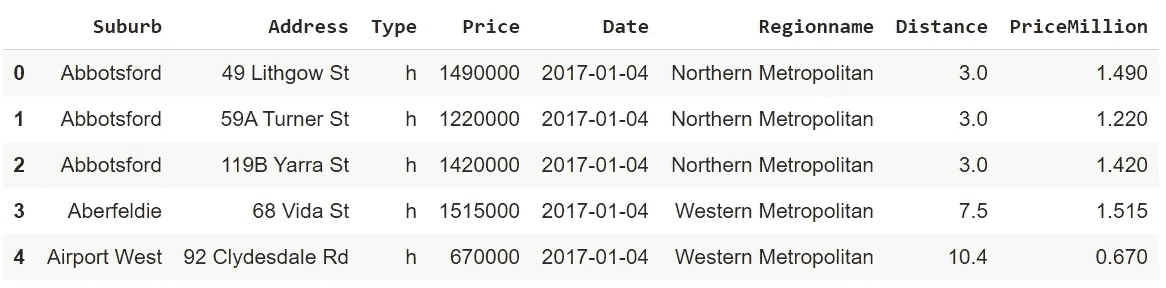 Suburb Address Type Price Date Regionname Distance PriceMillion
0 Abbotsford 49 Lithgow St h 1490000 2017-01-04 Northern Metropolitan 3.0 1.490
1 Abbotsford 59A Turner St h 1220000 2017-01-04 Northern Metropolitan 3.0 1.220
2 Abbotsford 119B Yarra St h 1420000 2017-01-04 Northern Metropolitan 3.0 1.420
3 Aberfeldie 68 Vida St h 1515000 2017-01-04 Western Metropolitan 7.5 1.515
4 Airport West 92 Clydesdale Rd h 670000 2017-01-04 Western Metropolitan 10.4 0.670